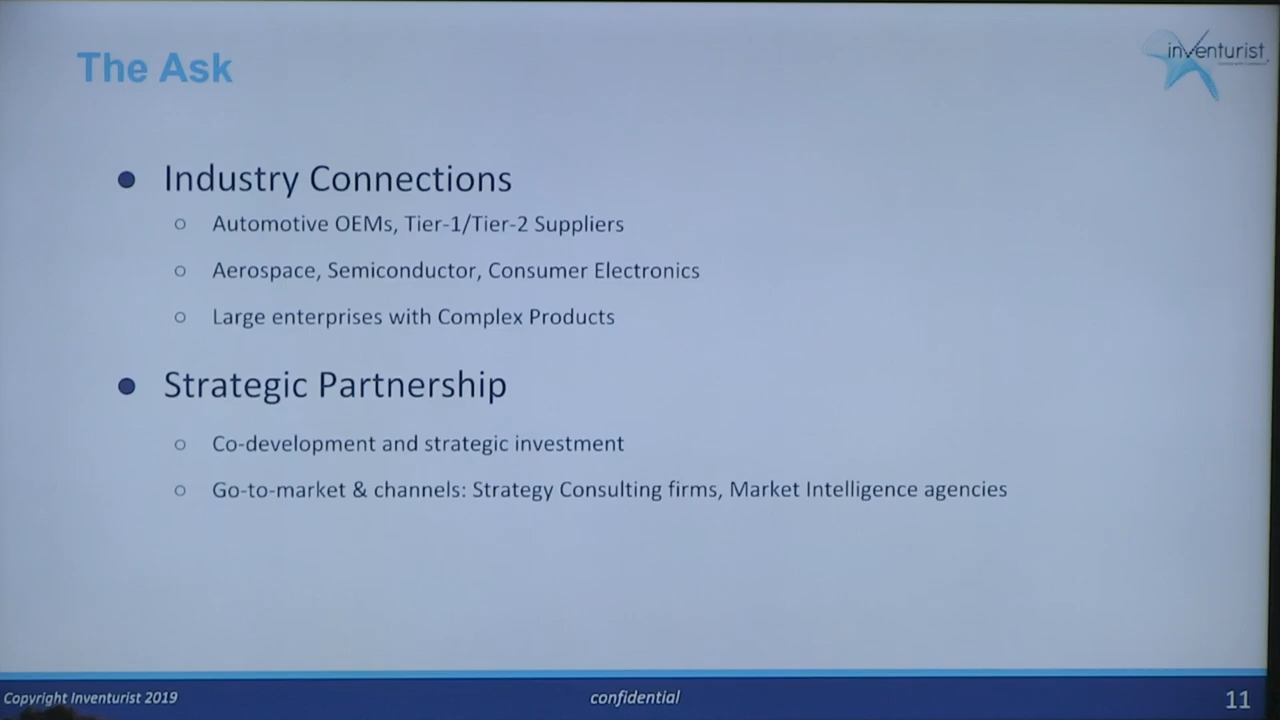 The Ask
inventurist
● Industry Connections
○ Automotive OEMs, Tier-1/Tier-2 Suppliers
○ Aerospace, Semiconductor, Consumer Electronics
○ Large enterprises with Complex Products
● Strategic Partnership
○ Co-development and strategic investment
○ Go-to-market & channels: Strategy Consulting firms, Market Intelligence agencies
Copyright Inventurist 2019
confidential
11